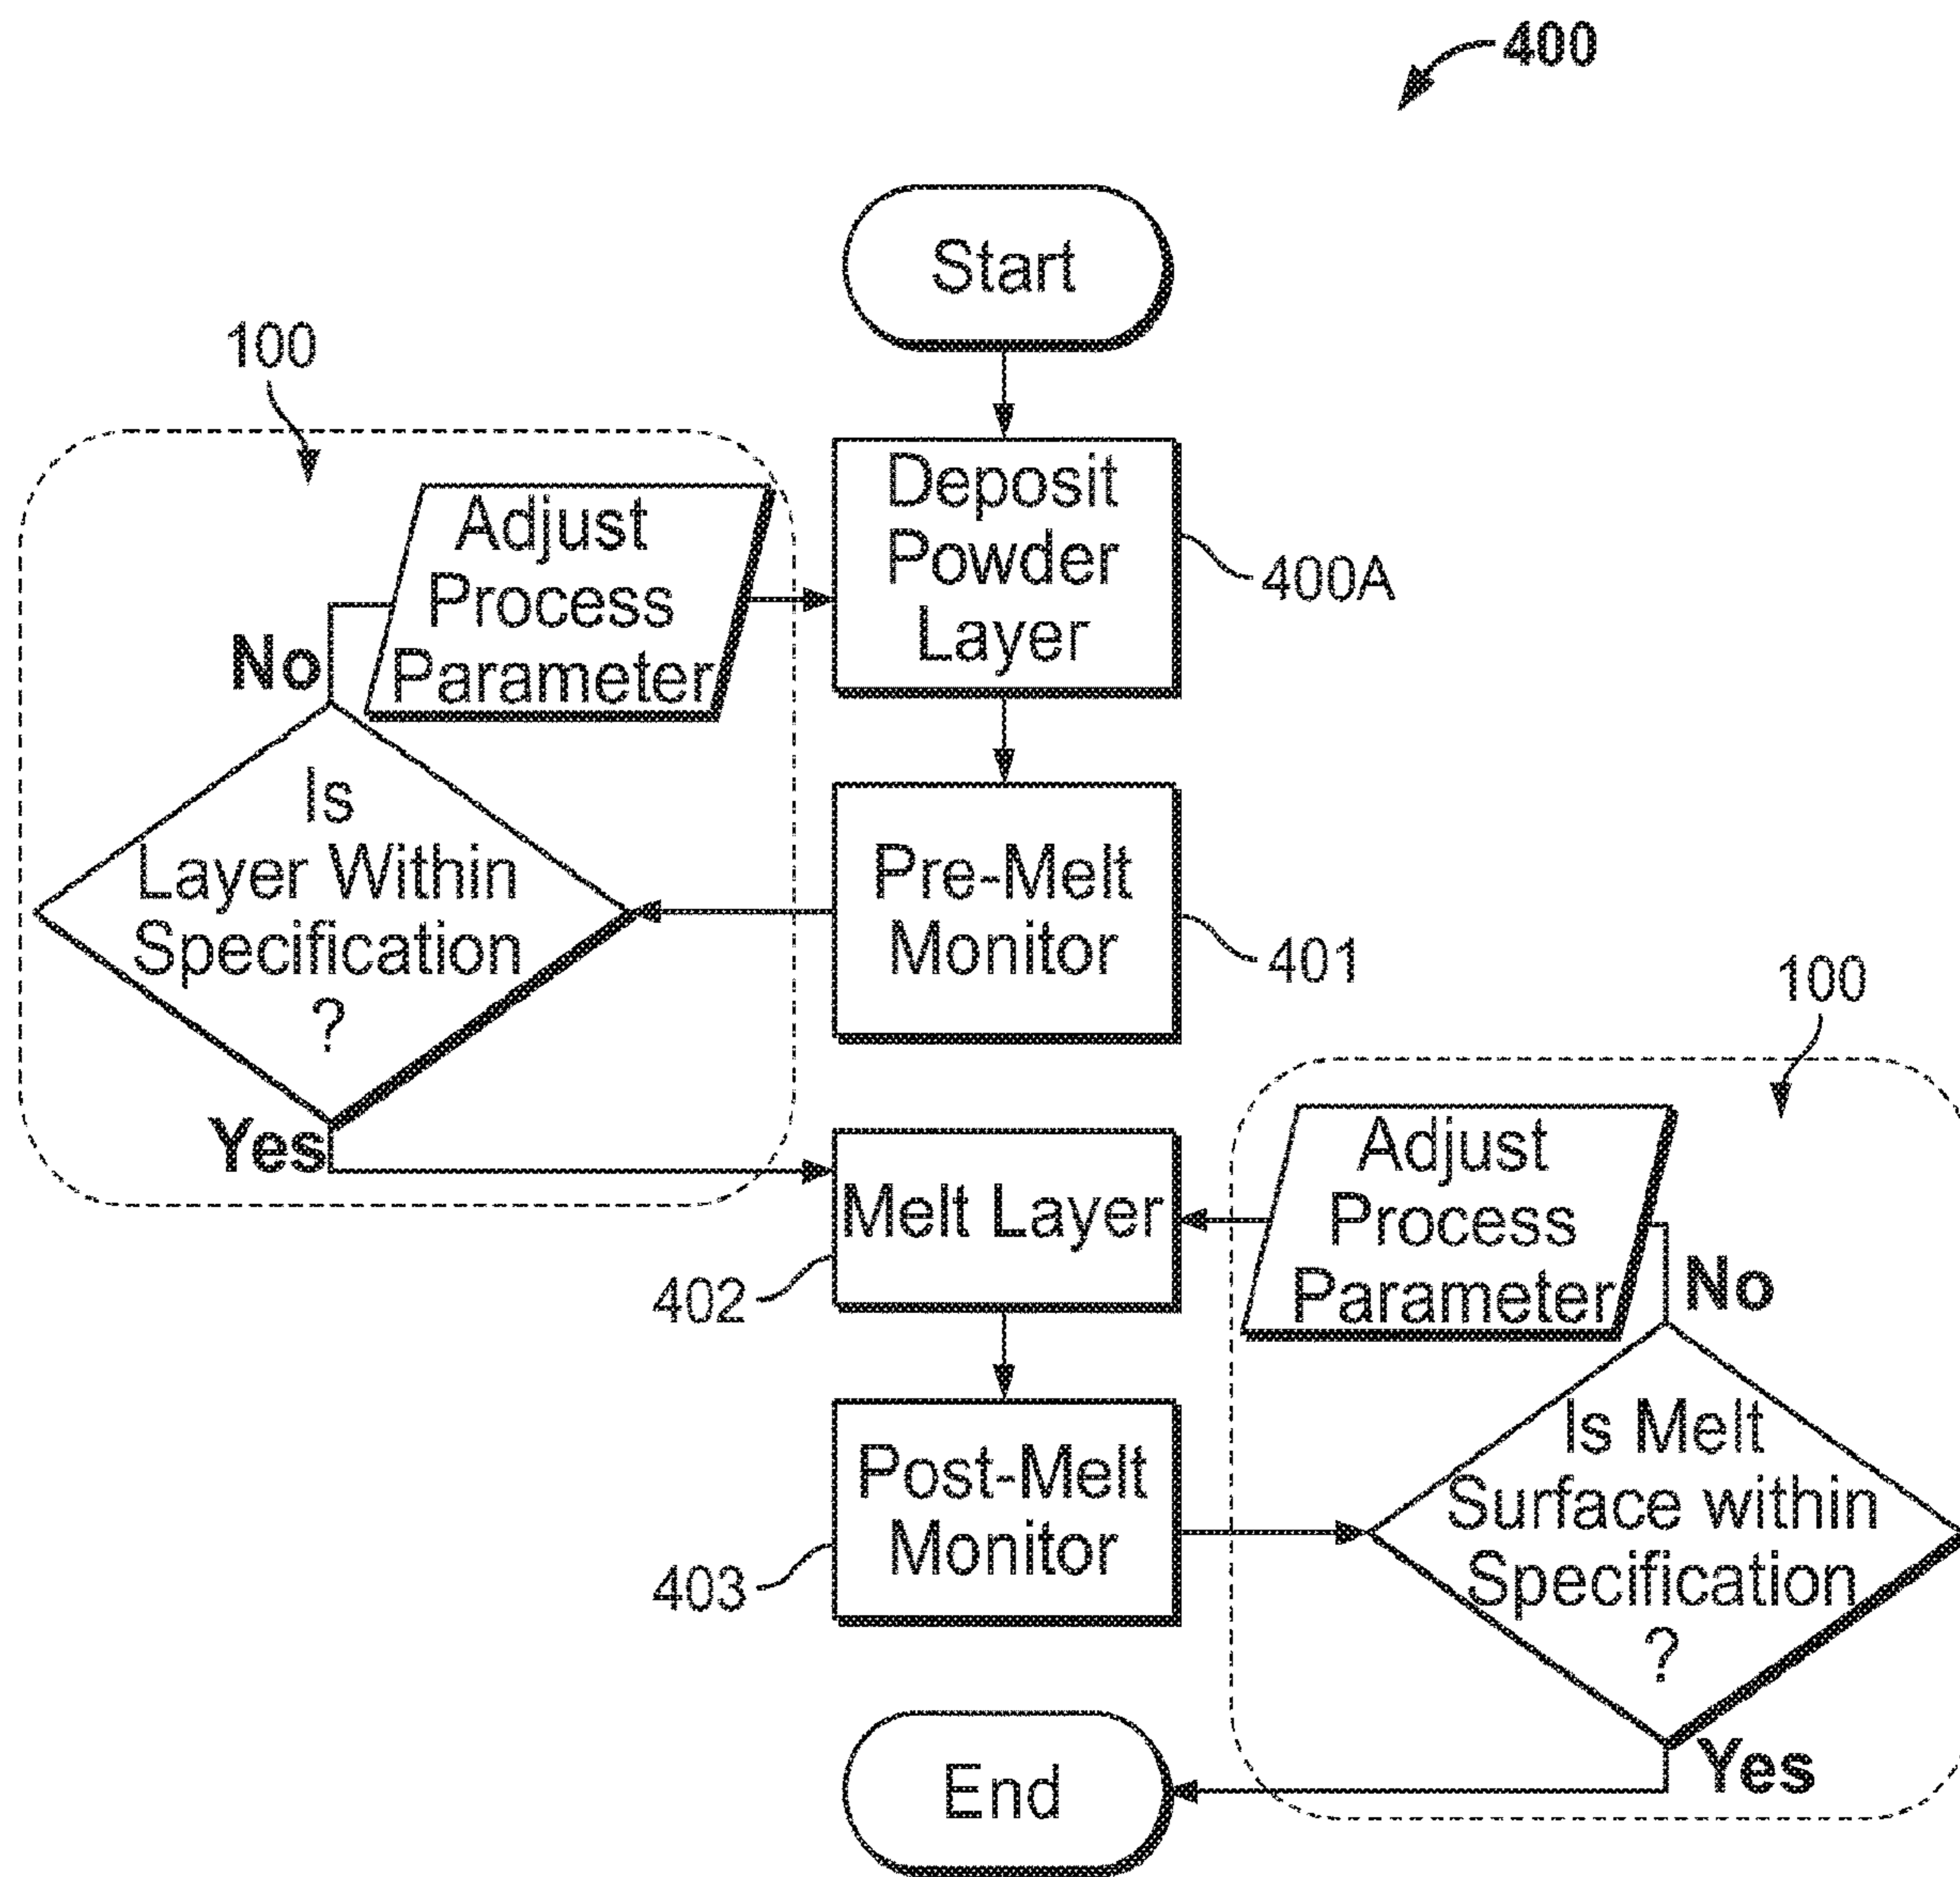 400
Start
100
Deposit
Powder
Layer
400A
Adjust
Process
Parameter
No
Is
Layer Within
Specification
?
Yes
Pre-Melt
Monitor
401
100
Melt Layer
402
Adjust
Process
Parameter
No
Post-Melt
Monitor
403
Is Melt
Surface within
Specification
?
Yes
End